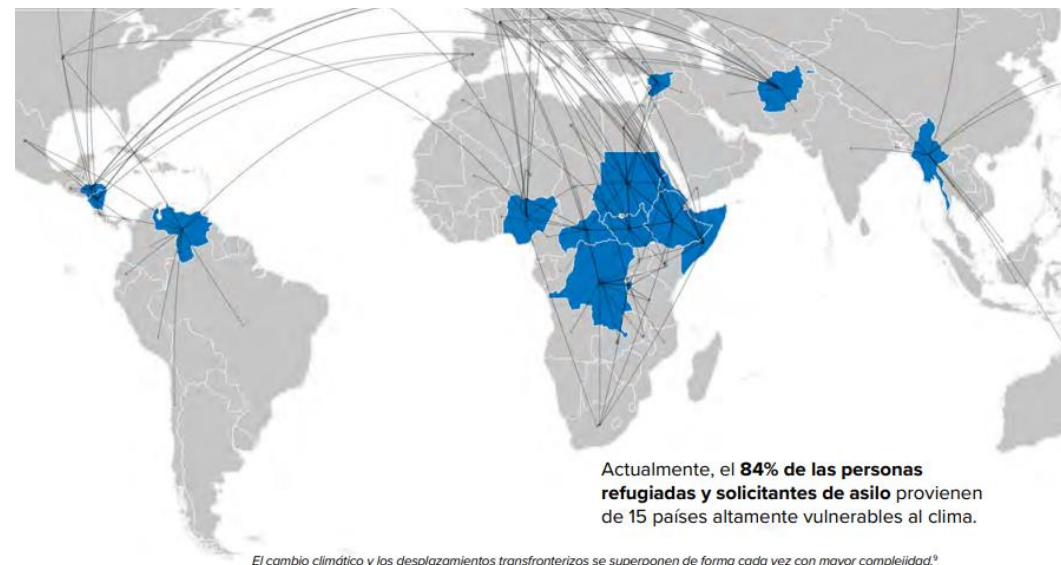 Actualmente, el 84% de las personas
refugiadas y solicitantes de asilo provienen
de 15 países altamente vulnerables al clima.
El cambio climático y los desplazamientos transfronterizos se superponen de forma cada vez con mayor complejidad.⁹